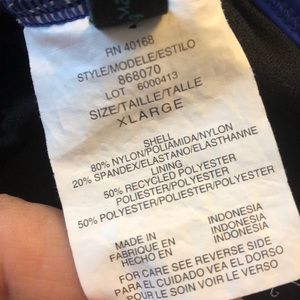 RN 40168
STYLE/MODELE/ESTILO
868070
LOT 6000413
SIZE/TAILLE/TALLE
XLARGE
SHELL
80% NYLON/POLIAMIDA/NYLON
20% SPANDEX/ELASTANO/ELASTHANNE
LINING
50% RECYCLED POLYESTER
POLIESTER/POLYESTER
50% POLYESTER/POLIESTER/POLYESTER
MADE IN INDONESIA
FABRIQUE EN INDONESIA
HECHO EN INDONESIA
FOR CARE SEE REVERSE SIDE
PARA EL CUIDADO VEA EL DORSO
POUR LE SOIN VOIR LE VERSO